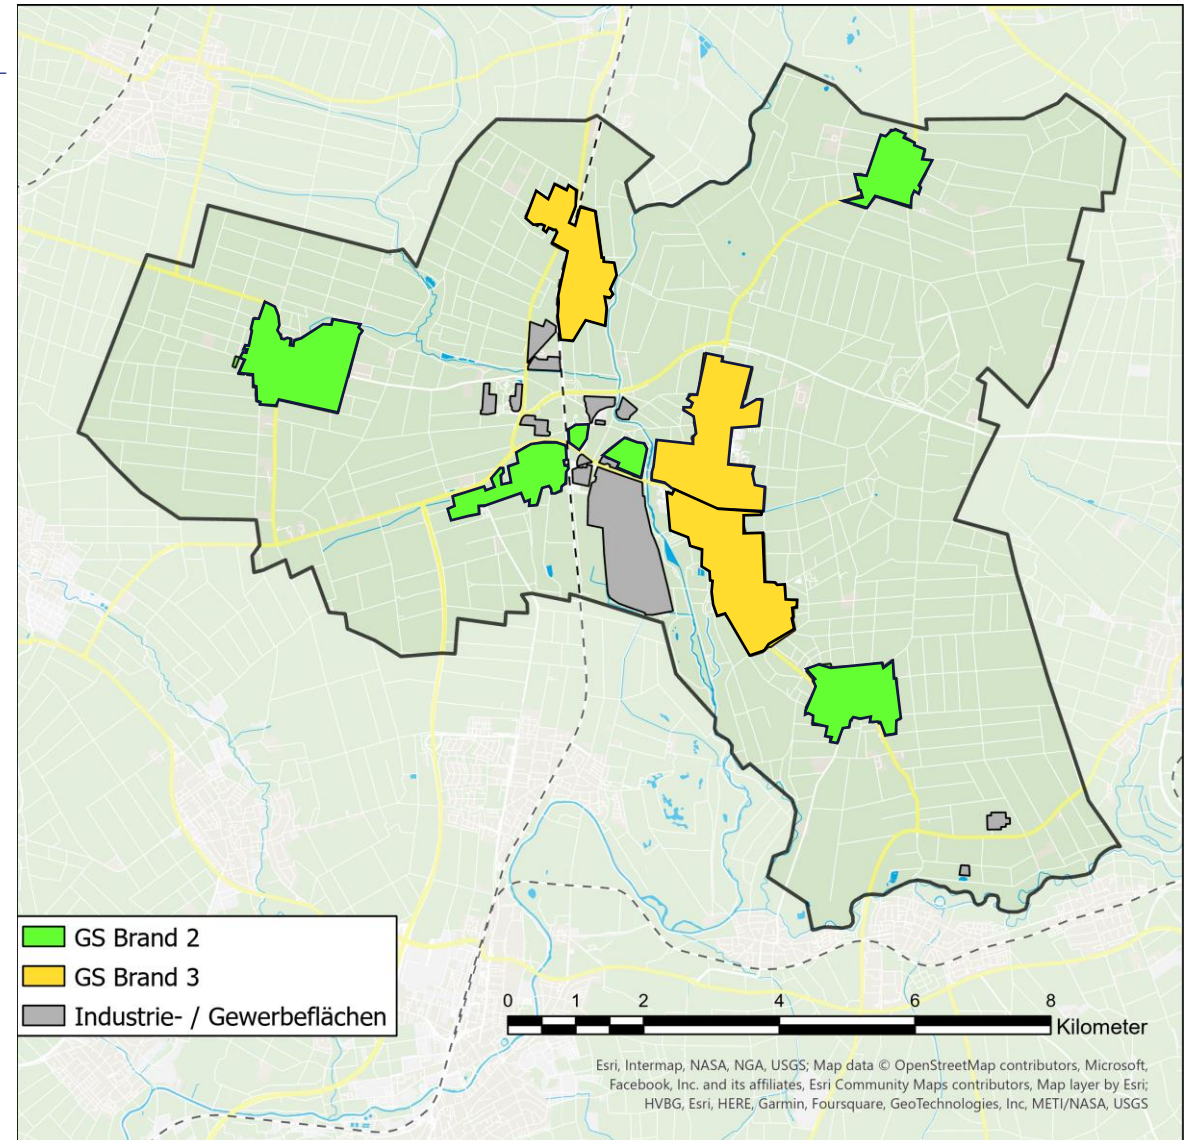 GS Brand 2
GS Brand 3
Industrie- / Gewerbeflächen
0 1 2 4 6 8
Kilometer
Esri, Intermap, NASA, NGA, USGS; Map data © OpenStreetMap contributors, Microsoft,
Facebook, Inc. and its affiliates, Esri Community Maps contributors, Map layer by Esri;
HVBG, Esri, HERE, Garmin, Foursquare, GeoTechnologies, Inc, METI/NASA, USGS